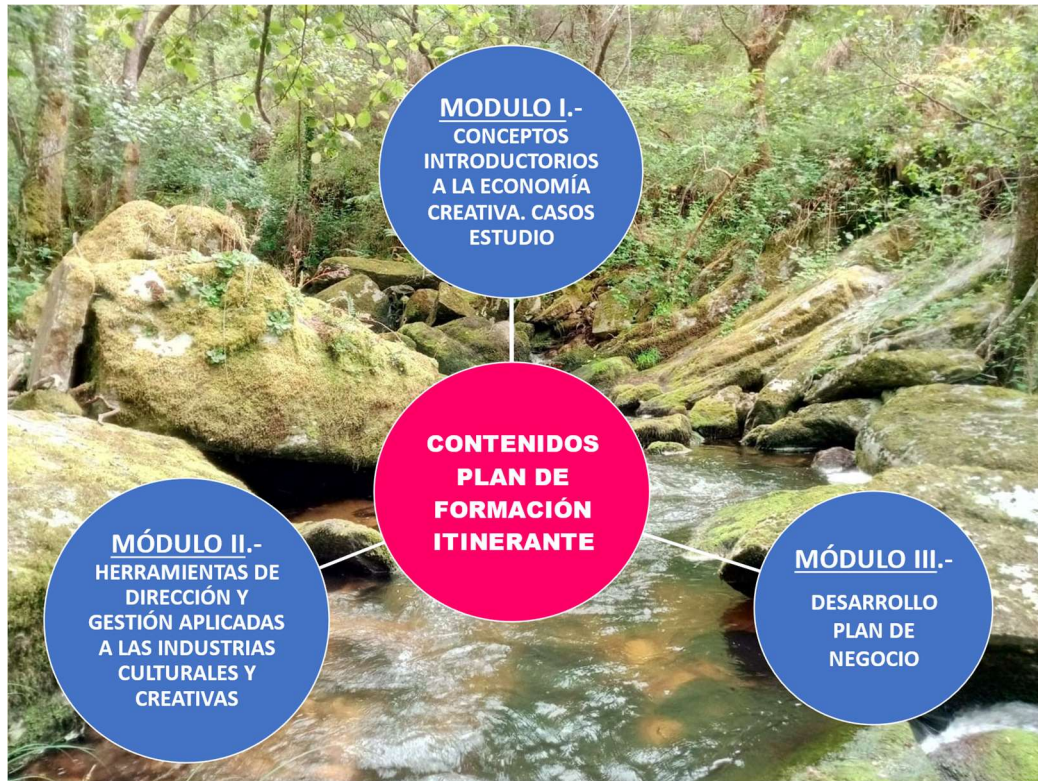 MODULO I.-
CONCEPTOS
INTRODUCTORIOS
A LA ECONOMÍA
CREATIVA. CASOS
ESTUDIO
CONTENIDOS
PLAN DE
FORMACIÓN
ITINERANTE
MÓDULO II.-
HERRAMIENTAS DE
DIRECCIÓN Y
GESTIÓN APLICADAS
A LAS INDUSTRIAS
CULTURALES Y
CREATIVAS
MÓDULO III.-
DESARROLLO
PLAN DE
NEGOCIO